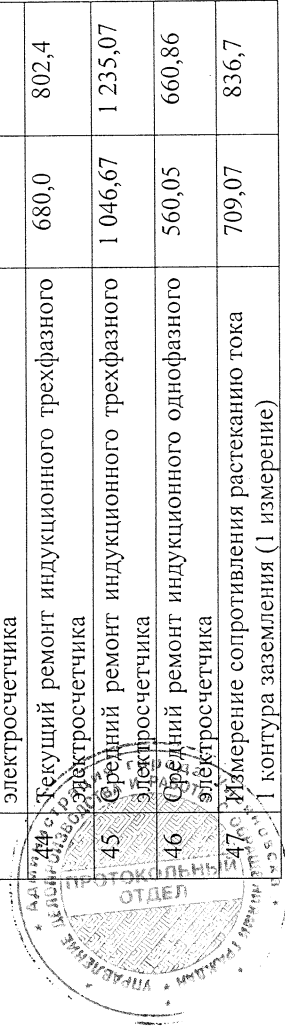 электросчетчика
44 Текущий ремонт индукционного трехфазного 680,0 802,4
электросчетчика
45 Средний ремонт индукционного трехфазного 1 046,67 1 235,07
электросчетчика
46 Средний ремонт индукционного однофазного 560,05 660,86
электросчетчика
47 Измерение сопротивления растеканию тока 709,07 836,7
1 контура заземления (1 измерение)
ПРОТОКОЛЬНЫЙ
ОТДЕЛ